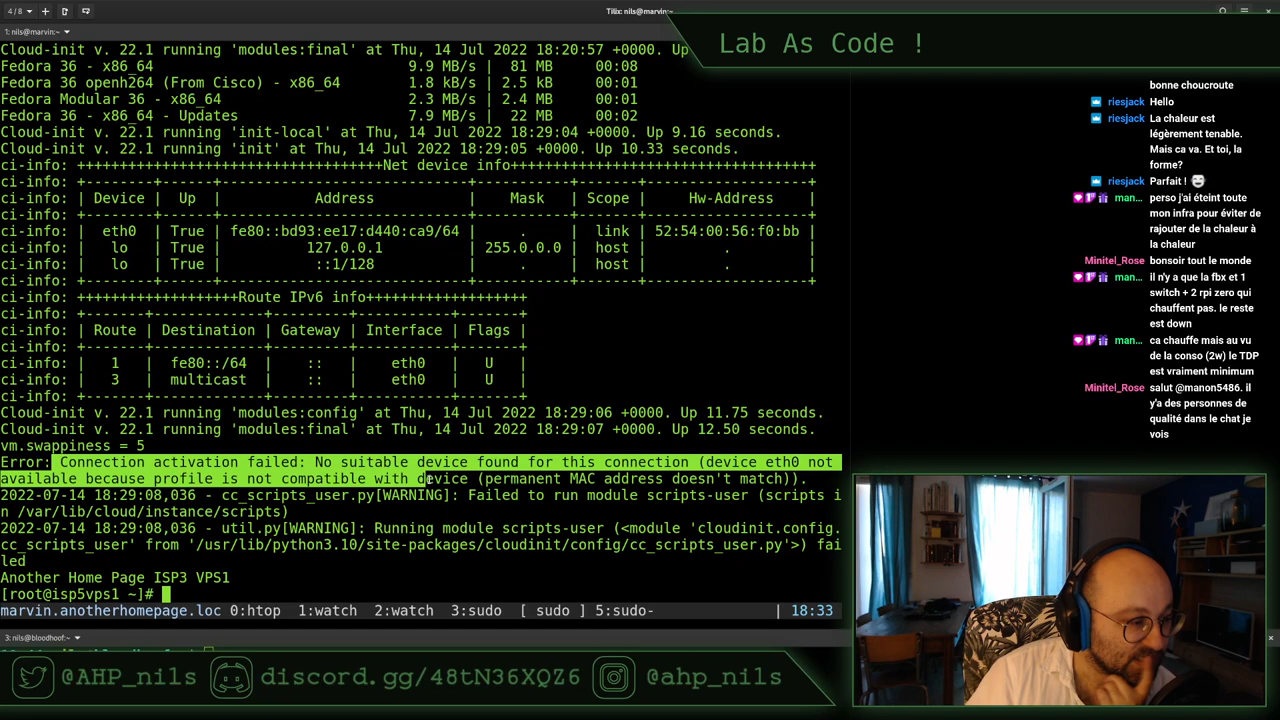 4 / 8
Tilix: nils@marvin:~
1: nils@marvin:~
Lab As Code !
Cloud-init v. 22.1 running 'modules:final' at Thu, 14 Jul 2022 18:20:57 +0000. Up
Fedora 36 - x86_64 9.9 MB/s | 81 MB 00:08
Fedora 36 openh264 (From Cisco) - x86_64 1.8 kB/s | 2.5 kB 00:01
Fedora Modular 36 - x86_64 2.3 MB/s | 2.4 MB 00:01
Fedora 36 - x86_64 - Updates 7.9 MB/s | 22 MB 00:02
Cloud-init v. 22.1 running 'init-local' at Thu, 14 Jul 2022 18:29:04 +0000. Up 9.16 seconds.
Cloud-init v. 22.1 running 'init' at Thu, 14 Jul 2022 18:29:05 +0000. Up 10.33 seconds.
ci-info: ++++++++++++++++++++++++++++++++++++Net device info++++++++++++++++++++++++++++++++++++
ci-info: +--------+------+------------------------------+-----------+--------+-------------------+
ci-info: | Device | Up | Address | Mask | Scope | Hw-Address |
ci-info: +--------+------+------------------------------+-----------+--------+-------------------+
ci-info: | eth0 | True | fe80::bd93:ee17:d440:ca9/64 | . | link | 52:54:00:56:f0:bb |
ci-info: | lo | True | 127.0.0.1 | 255.0.0.0 | host | . |
ci-info: | lo | True | ::1/128 | . | host | . |
ci-info: +--------+------+------------------------------+-----------+--------+-------------------+
ci-info: +++++++++++++++++++Route IPv6 info+++++++++++++++++++
ci-info: +-------+-------------+---------+-----------+-------+
ci-info: | Route | Destination | Gateway | Interface | Flags |
ci-info: +-------+-------------+---------+-----------+-------+
ci-info: | 1 | fe80::/64 | :: | eth0 | U |
ci-info: | 3 | multicast | :: | eth0 | U |
ci-info: +-------+-------------+---------+-----------+-------+
Cloud-init v. 22.1 running 'modules:config' at Thu, 14 Jul 2022 18:29:06 +0000. Up 11.75 seconds.
Cloud-init v. 22.1 running 'modules:final' at Thu, 14 Jul 2022 18:29:07 +0000. Up 12.50 seconds.
vm.swappiness = 5
Error: Connection activation failed: No suitable device found for this connection (device eth0 not
available because profile is not compatible with device (permanent MAC address doesn't match)).
2022-07-14 18:29:08,036 - cc_scripts_user.py[WARNING]: Failed to run module scripts-user (scripts i
n /var/lib/cloud/instance/scripts)
2022-07-14 18:29:08,036 - util.py[WARNING]: Running module scripts-user (<module 'cloudinit.config.
cc_scripts_user' from '/usr/lib/python3.10/site-packages/cloudinit/config/cc_scripts_user.py'>) fai
led
Another Home Page ISP3 VPS1
[root@isp5vps1 ~]#
marvin.anotherhomepage.loc 0:htop 1:watch 2:watch 3:sudo [ sudo ] 5:sudo- | 18:33
3: nils@bloodhoof:~
@AHP_nils discord.gg/48tN36XQZ6 @ahp_nils
bonne choucroute
riesjack Hello
riesjack La chaleur est
légèrement tenable.
Mais ca va. Et toi, la
forme?
riesjack Parfait !
man... perso j'ai éteint toute
mon infra pour éviter de
rajouter de la chaleur à
la chaleur
Minitel_Rose bonsoir tout le monde
man... il n'y a que la fbx et 1
switch + 2 rpi zero qui
chauffent pas. le reste
est down
man... ca chauffe mais au vu
de la conso (2w) le TDP
est vraiment minimum
Minitel_Rose salut @manon5486. il
y'a des personnes de
qualité dans le chat je
vois